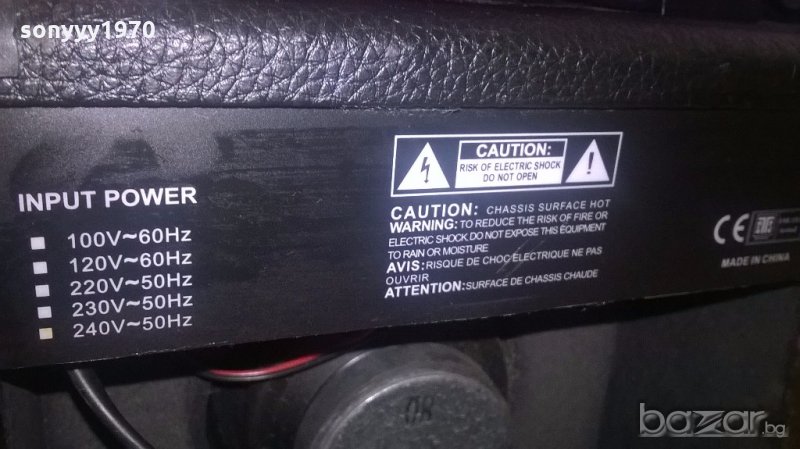 sonyyy1970
INPUT POWER
100V~60Hz
120V~60Hz
220V~50Hz
230V~50Hz
240V~50Hz
CAUTION:
RISK OF ELECTRIC SHOCK
DO NOT OPEN
CAUTION: CHASSIS SURFACE HOT
WARNING: TO REDUCE THE RISK OF FIRE OR
ELECTRIC SHOCK,DO NOT EXPOSE THIS EQUIPMENT
TO RAIN OR MOISTURE
AVIS:RISQUE DE CHOC ÉLECTRIQUE NE PAS
OUVRIR
ATTENTION:SURFACE DE CHASSIS CHAUDE
CE
MADE IN CHINA
80
bazar.bg